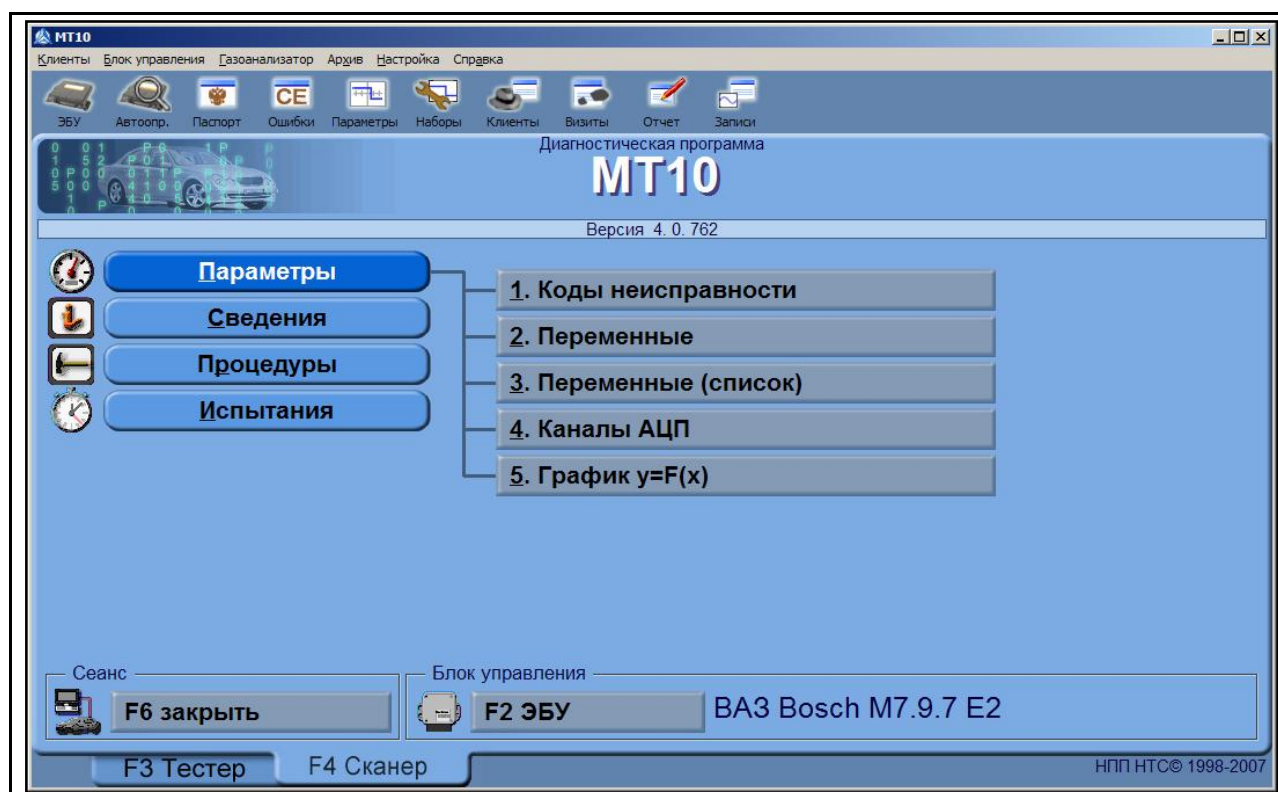 МТ10
Клиенты Блок управления Газоанализатор Архив Настройка Справка
CE
ЭБУ Автоопр. Паспорт Ошибки Параметры Наборы Клиенты Визиты Отчет Записи
Диагностическая программа
МТ10
Версия 4. 0. 762
Параметры
Сведения
Процедуры
Испытания
1. Коды неисправности
2. Переменные
3. Переменные (список)
4. Каналы АЦП
5. График y=F(x)
Сеанс
F6 закрыть
Блок управления
F2 ЭБУ
ВАЗ Bosch M7.9.7 E2
F3 Тестер
F4 Сканер
НПП НТС© 1998-2007